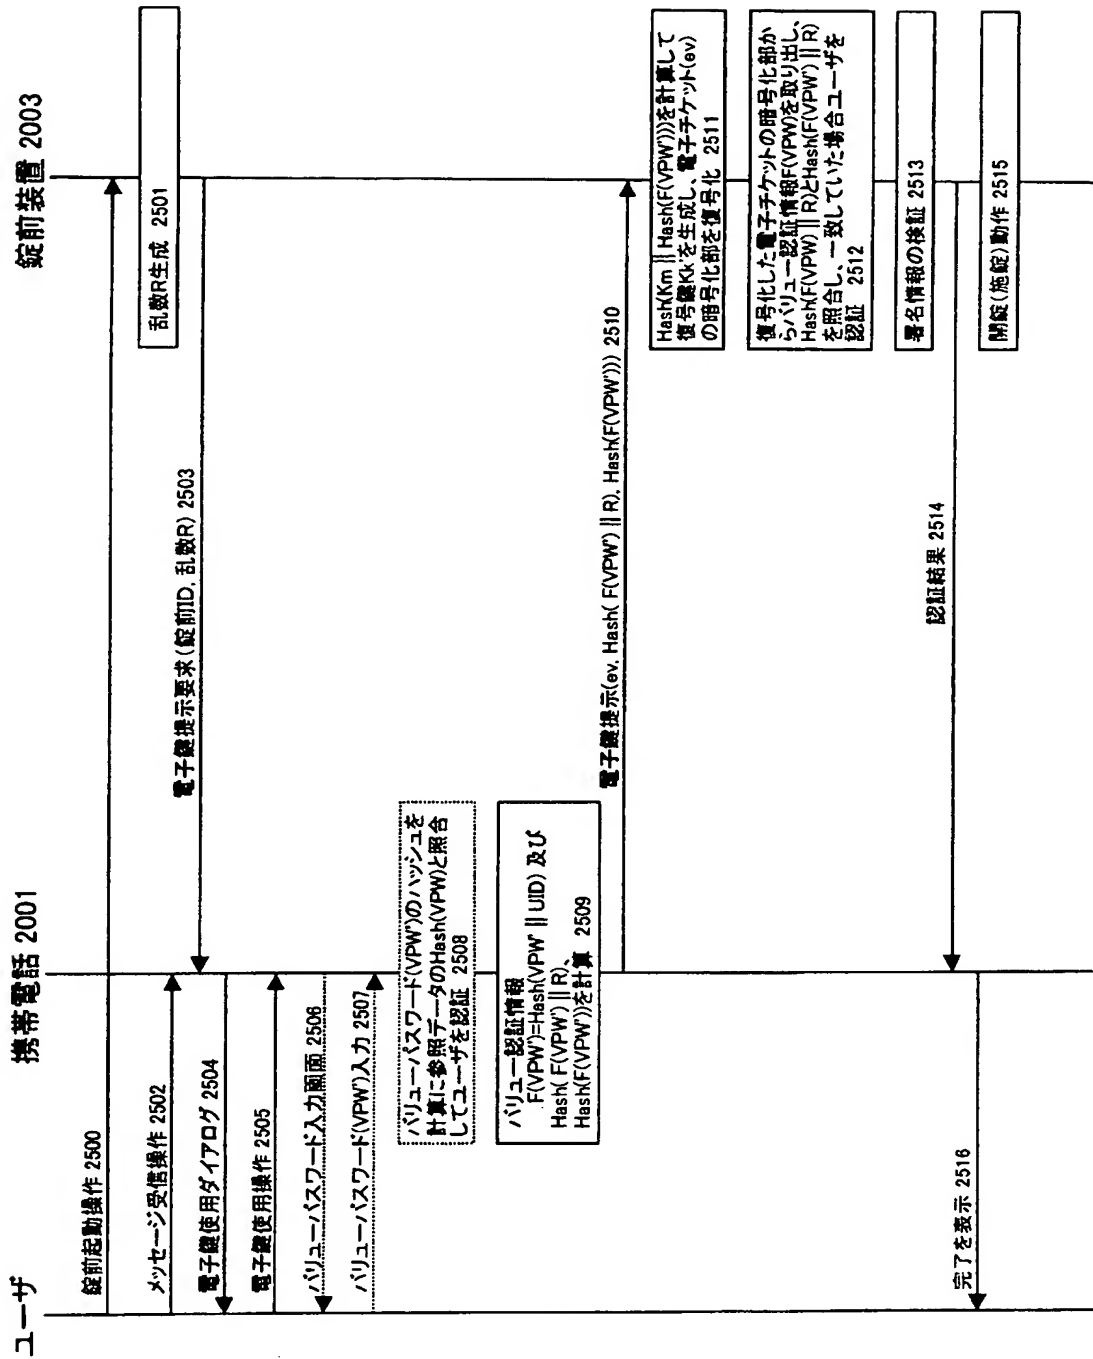 ユーザ
携帯電話 2001
錠前装置 2003
錠前起動操作 2500
乱数R生成 2501
メッセージ受信操作 2502
電子鍵提示要求(錠前ID, 乱数R) 2503
電子鍵使用ダイアログ 2504
電子鍵使用操作 2505
バリューパスワード入力画面 2506
バリューパスワード(VPW')入力 2507
バリューパスワード(VPW')のハッシュを
計算に参照データのHash(VPW)と照合
してユーザを認証 2508
バリュー認証情報
F(VPW')=Hash(VPW' || UID) 及び
Hash( F(VPW') || R)、
Hash(F(VPW'))を計算 2509
電子鍵提示(ev, Hash( F(VPW') || R), Hash(F(VPW'))) 2510
Hash(Km || Hash(F(VPW')))を計算して
復号鍵Kk'を生成し、電子チケット(ev)
の暗号化部を復号化 2511
復号化した電子チケットの暗号化部か
らバリュー認証情報F(VPW)を取り出し、
Hash(F(VPW) || R)とHash(F(VPW') || R)
を照合し、一致していた場合ユーザを
認証 2512
署名情報の検証 2513
認証結果 2514
開錠(施錠)動作 2515
完了を表示 2516